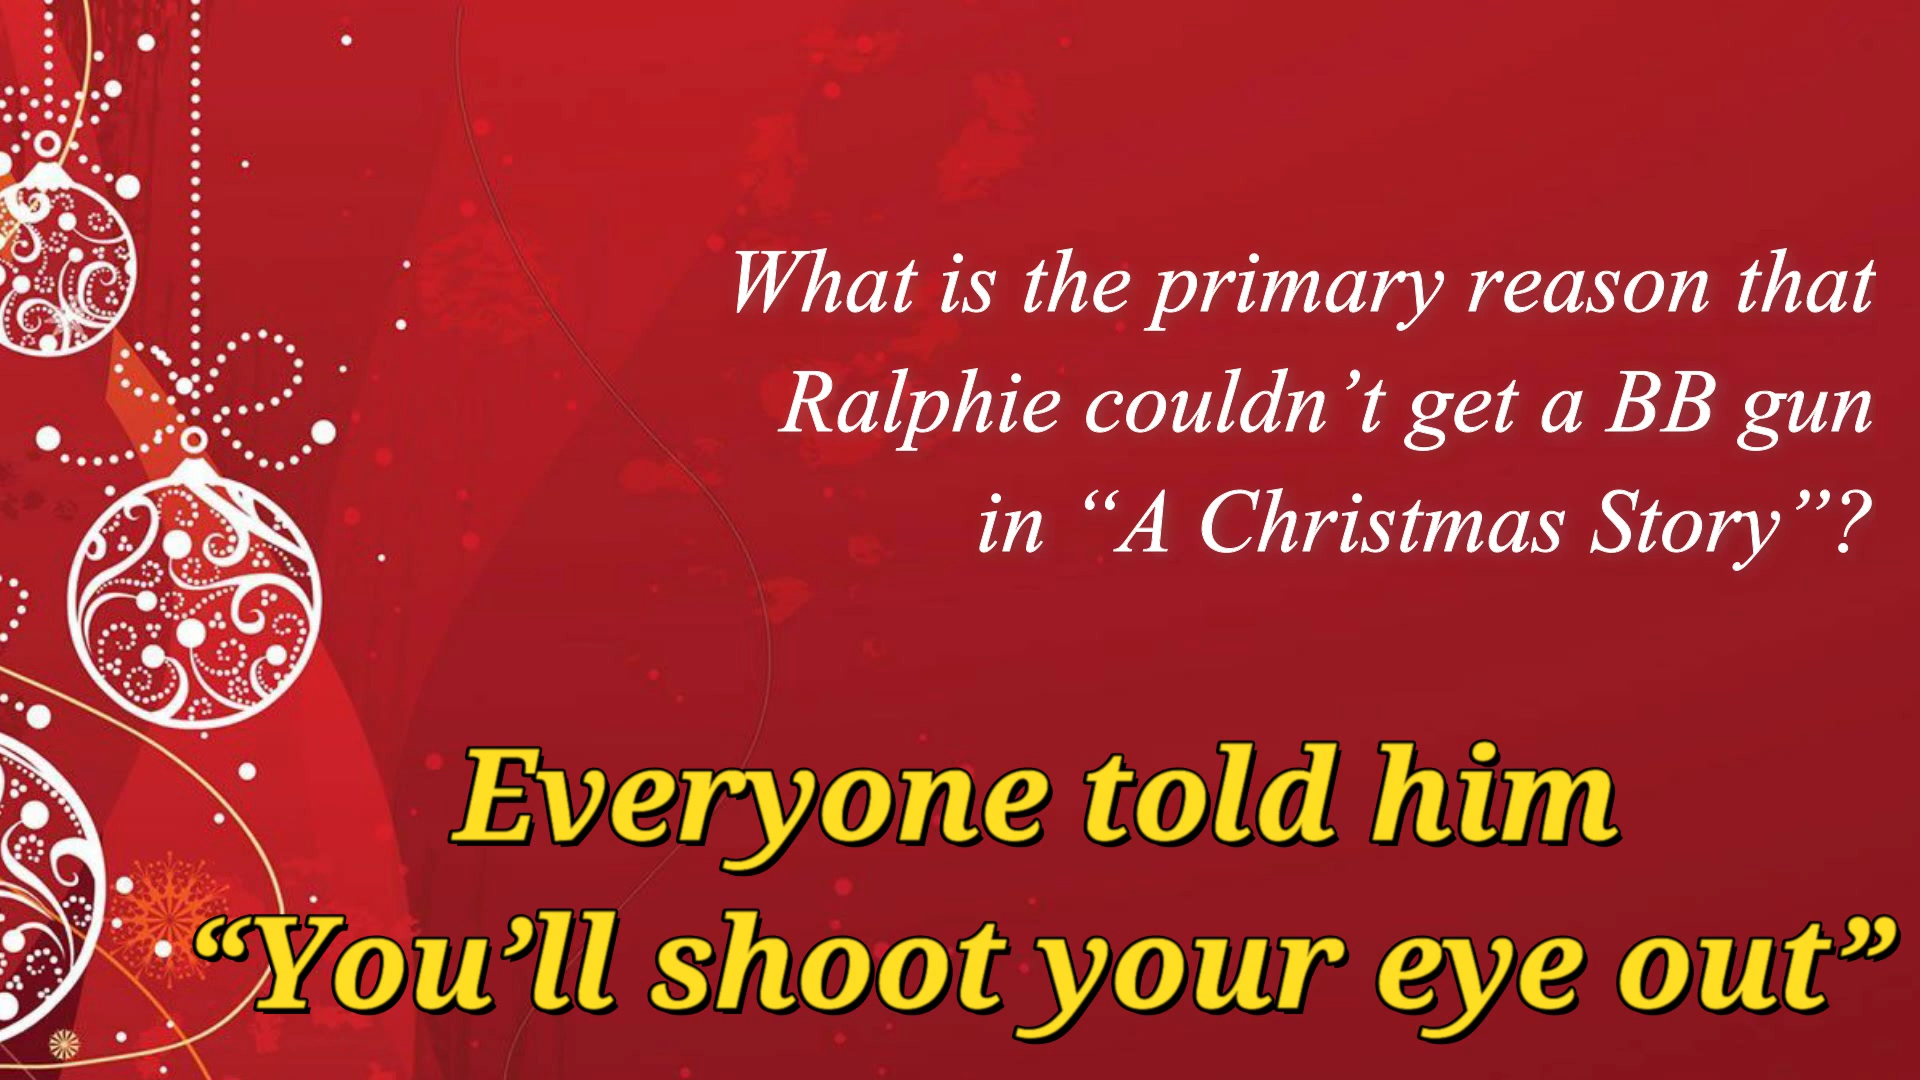 What is the primary reason that
Ralphie couldn’t get a BB gun
in “A Christmas Story”?
Everyone told him
“You’ll shoot your eye out”